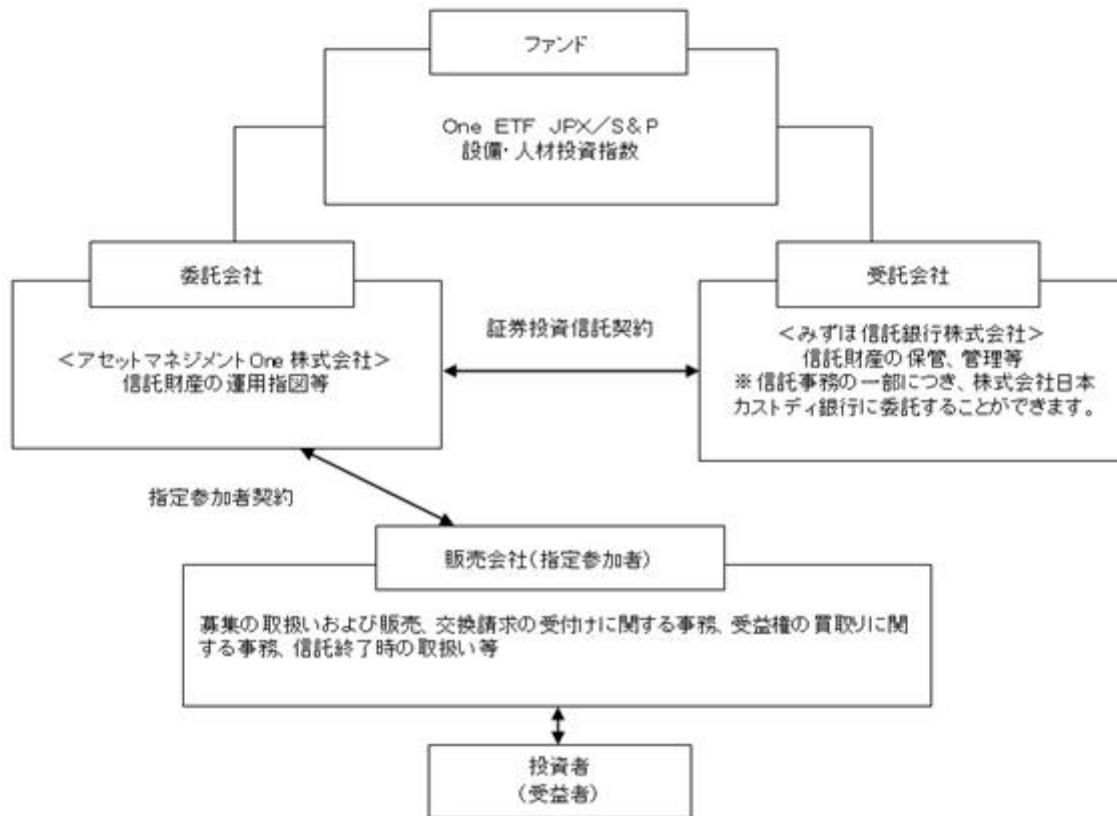 ファンド
One ETF JPX/S&P
設備・人材投資指数
委託会社
受託会社
<アセットマネジメントOne 株式会社>
信託財産の運用指図等
証券投資信託契約
<みずほ信託銀行株式会社>
信託財産の保管、管理等
※信託事務の一部につき、株式会社日本
カストディ銀行に委託することができます。
指定参加者契約
販売会社(指定参加者)
募集の取扱いおよび販売、交換請求の受付けに関する事務、受益権の買取りに関
する事務、信託終了時の取扱い等
投資者
(受益者)